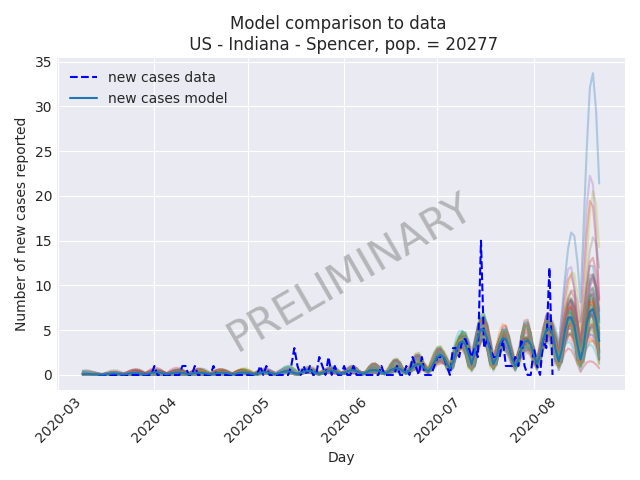 Model comparison to data
US - Indiana - Spencer, pop. = 20277
35
30
25
20
15
10
5
0
Number of new cases reported
new cases data
new cases model
PRELIMINARY
2020-03
2020-04
2020-05
2020-06
2020-07
2020-08
Day